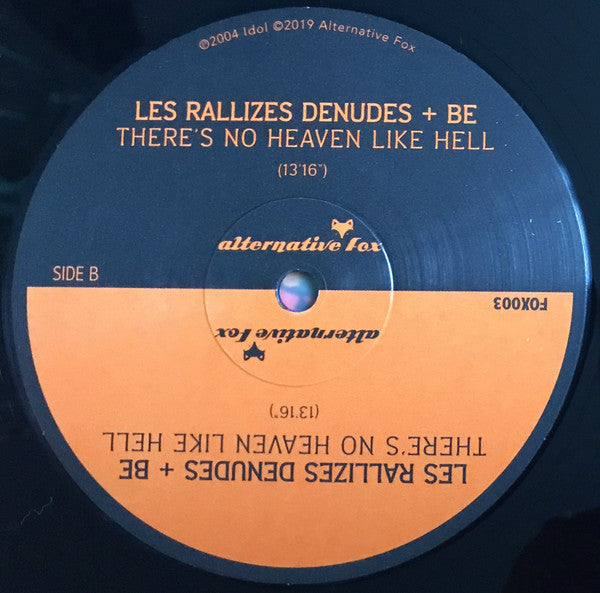 ℗2004 Idol ©2019 Alternative Fox
LES RALLIZES DENUDES + BE
THERE'S NO HEAVEN LIKE HELL
(13'16")
alternative fox
SIDE B
FOX003
alternative fox
(13'16")
THERE'S NO HEAVEN LIKE HELL
LES RALLIZES DENUDES + BE